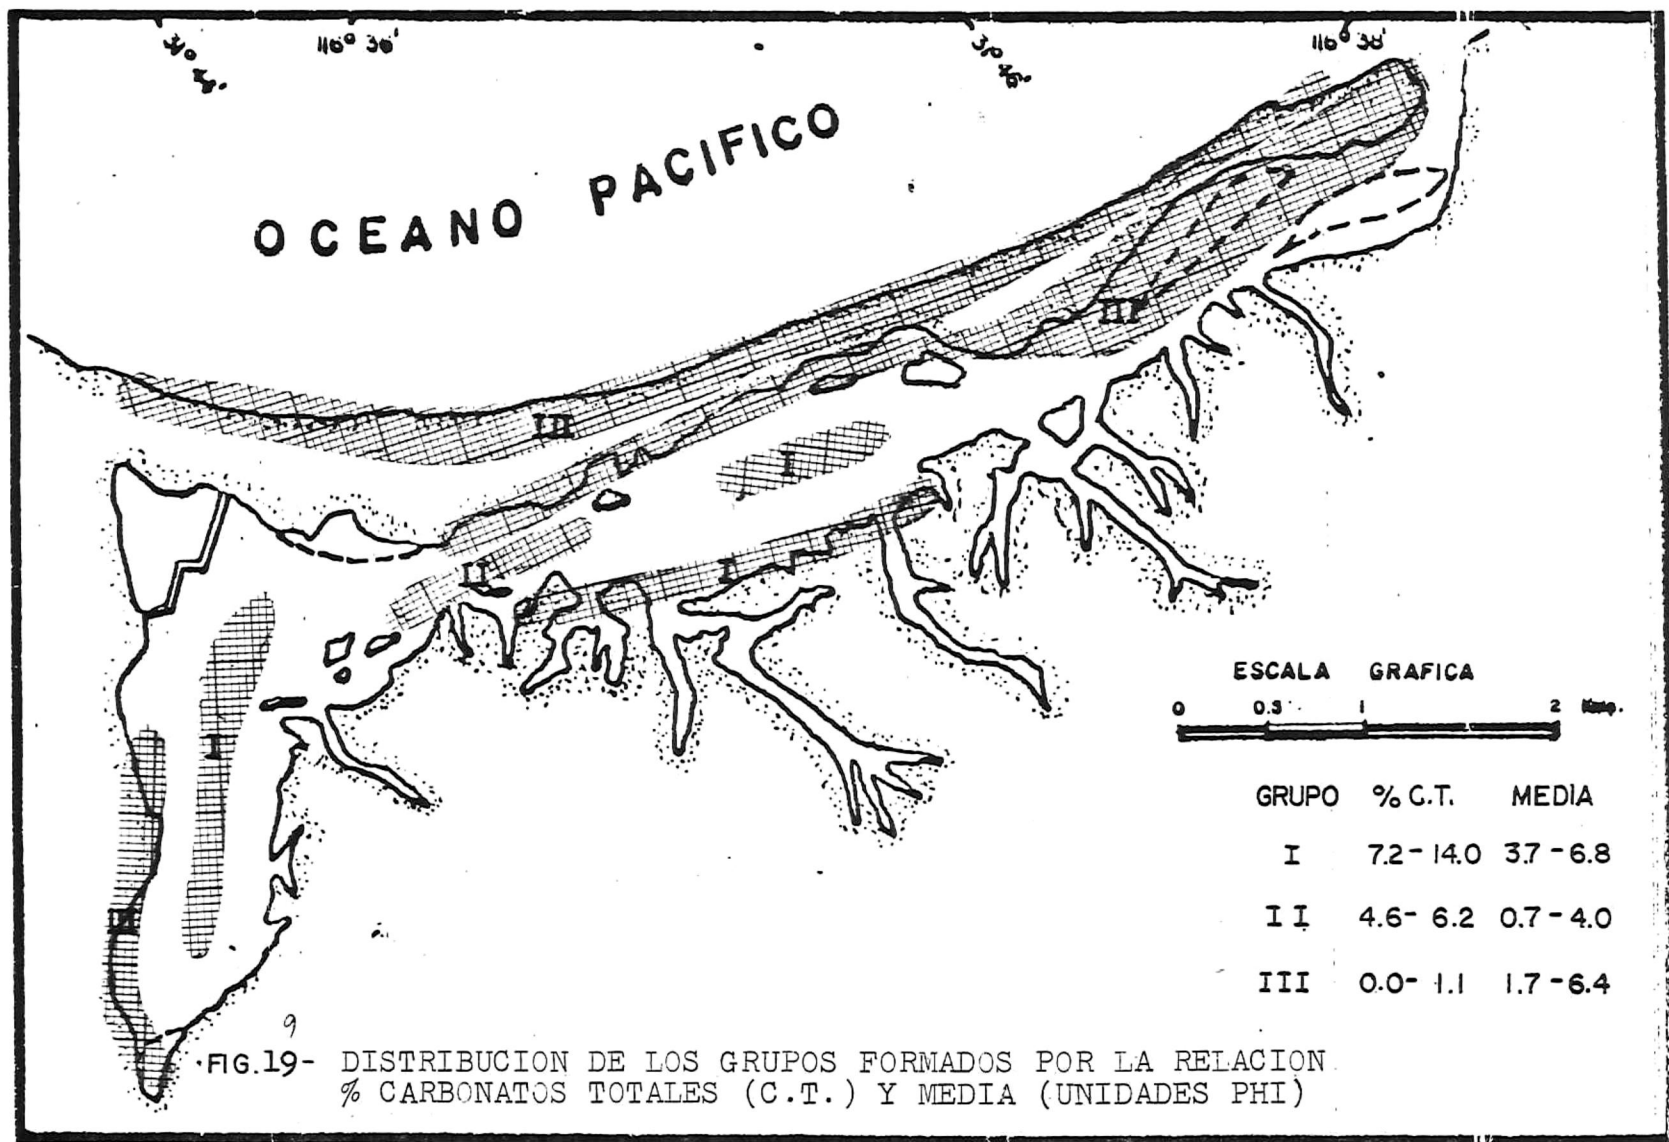 116° 36'
116° 38'
OCEANO PACIFICO
III
III
I
II
I
I
III
ESCALA GRAFICA
0 0.5 1 2
GRUPO % C.T. MEDIA
I 7.2-14.0 3.7-6.8
II 4.6-6.2 0.7-4.0
III 0.0-1.1 1.7-6.4
9
FIG.19- DISTRIBUCION DE LOS GRUPOS FORMADOS POR LA RELACION
% CARBONATOS TOTALES (C.T.) Y MEDIA (UNIDADES PHI)